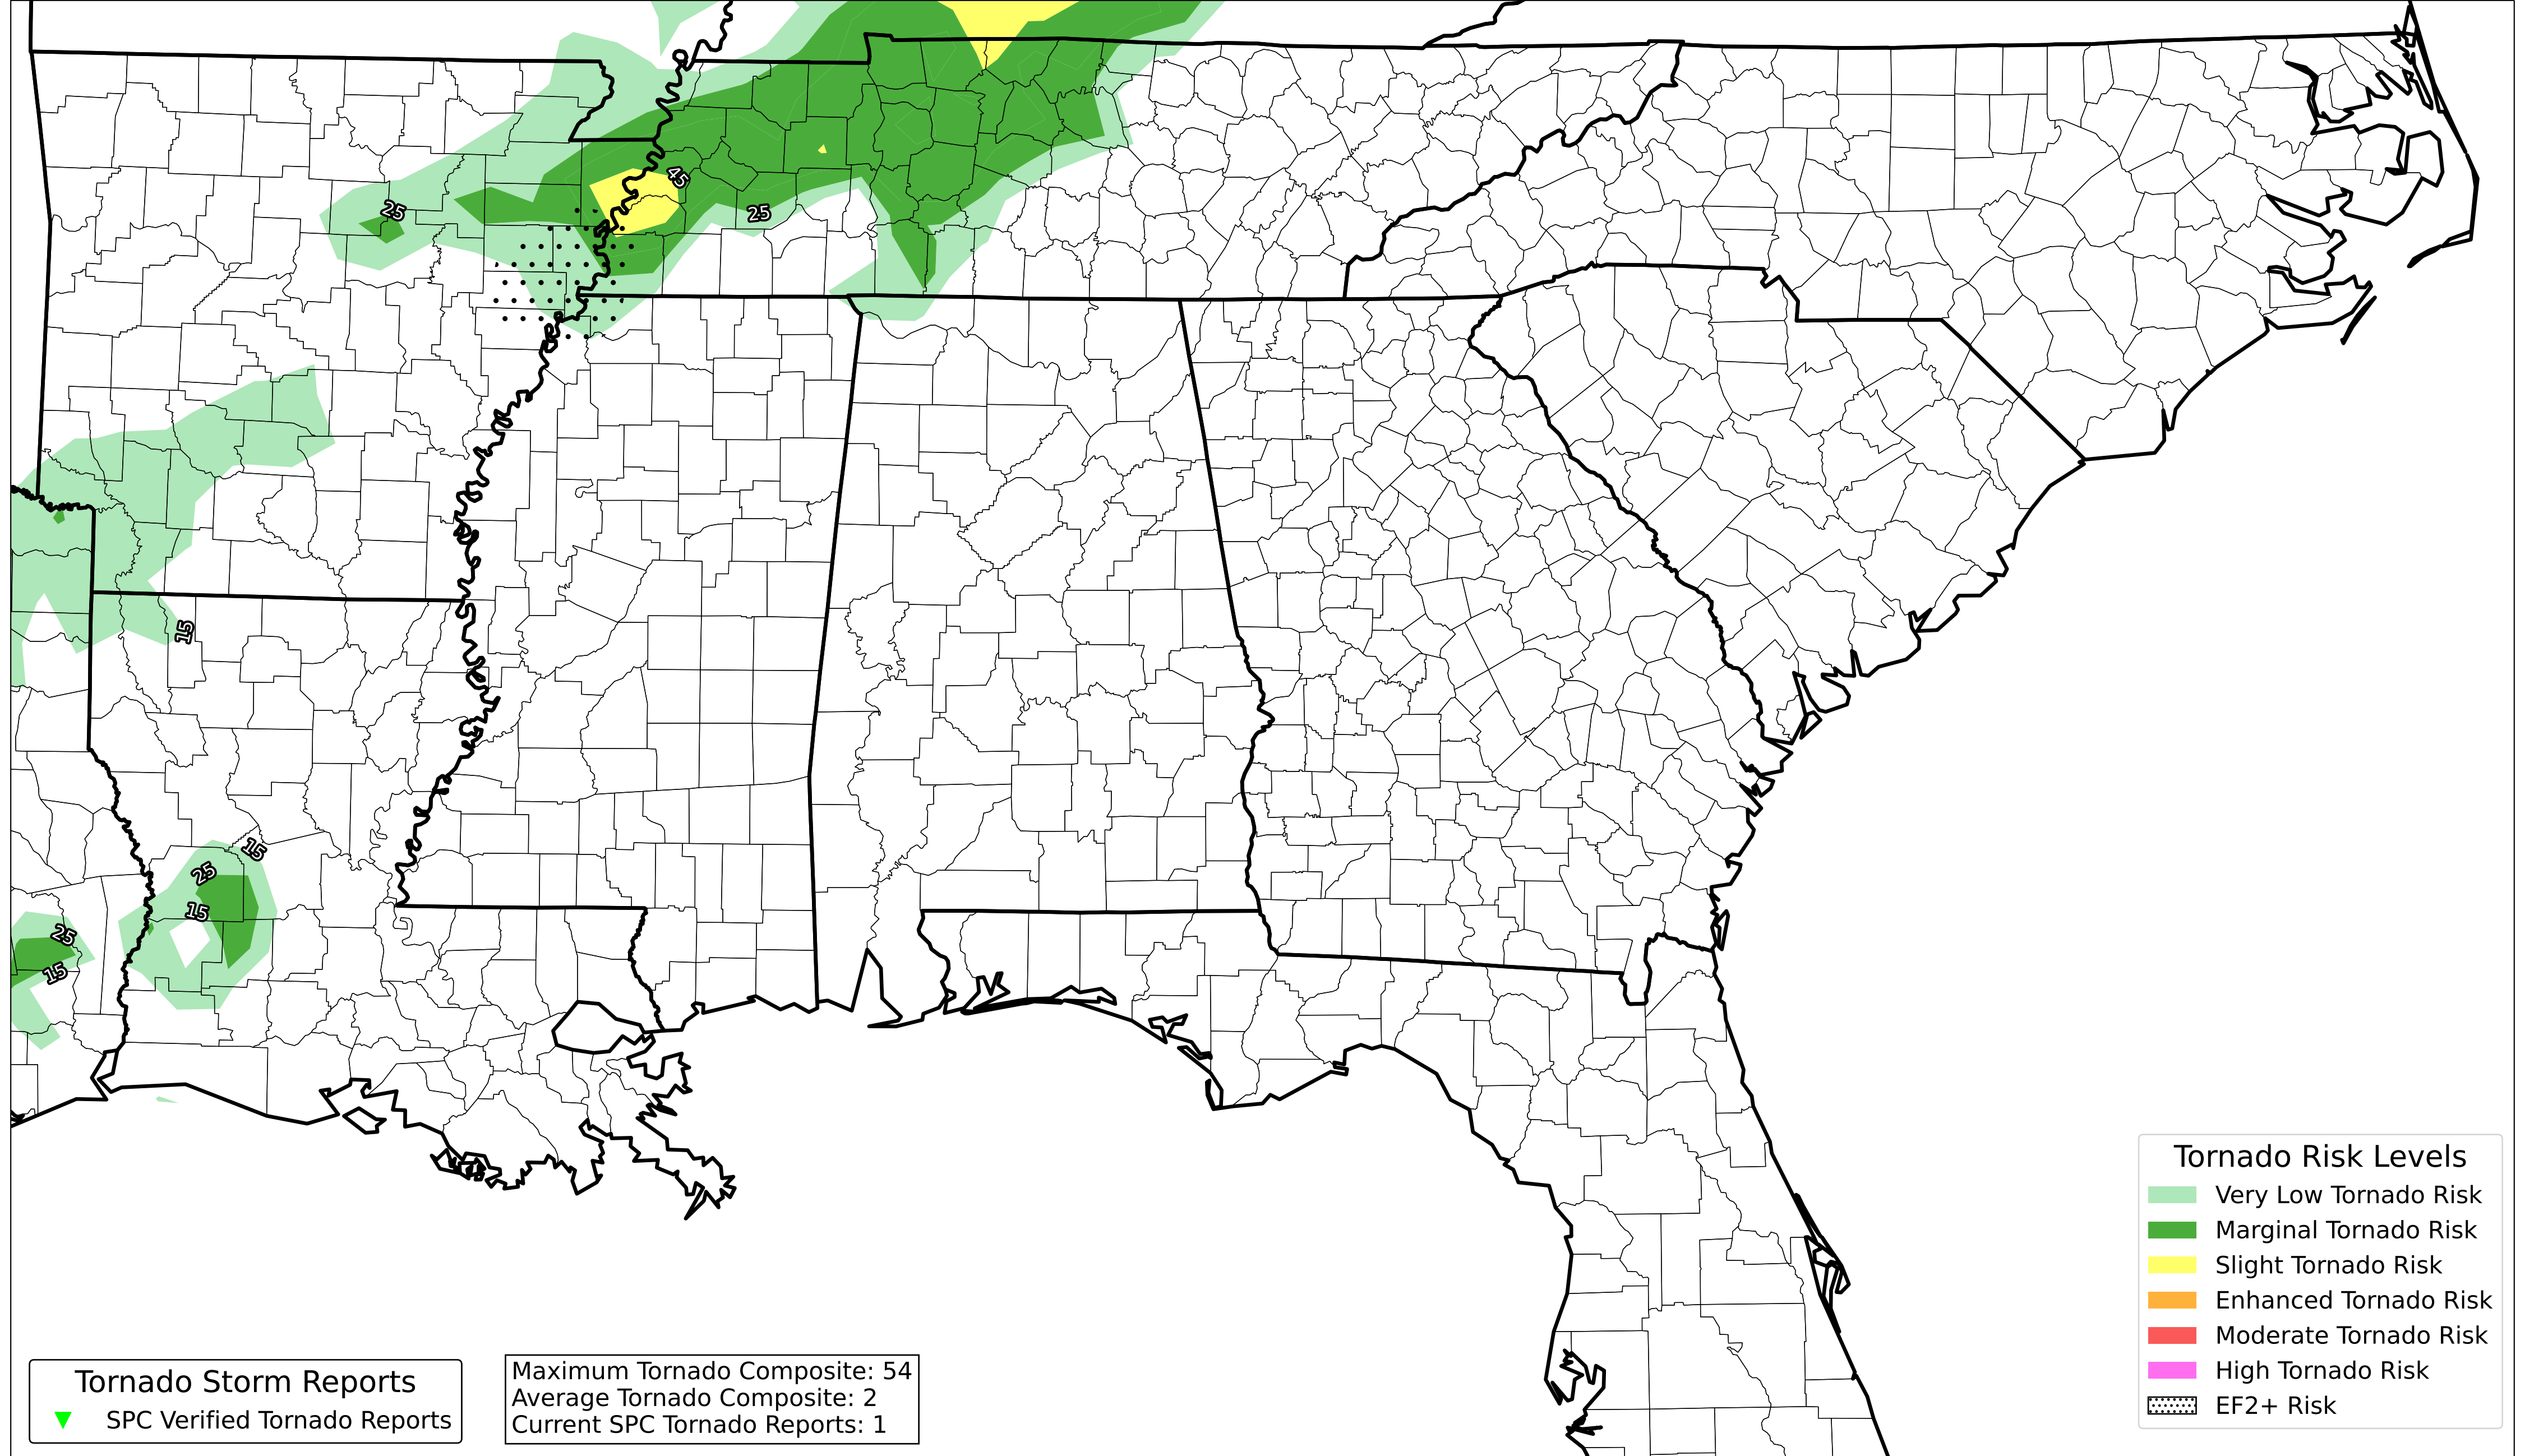 45
25
25
15
15
25
15
25
15
Tornado Risk Levels
Very Low Tornado Risk
Marginal Tornado Risk
Slight Tornado Risk
Enhanced Tornado Risk
Moderate Tornado Risk
High Tornado Risk
EF2+ Risk
Tornado Storm Reports
SPC Verified Tornado Reports
Maximum Tornado Composite: 54
Average Tornado Composite: 2
Current SPC Tornado Reports: 1